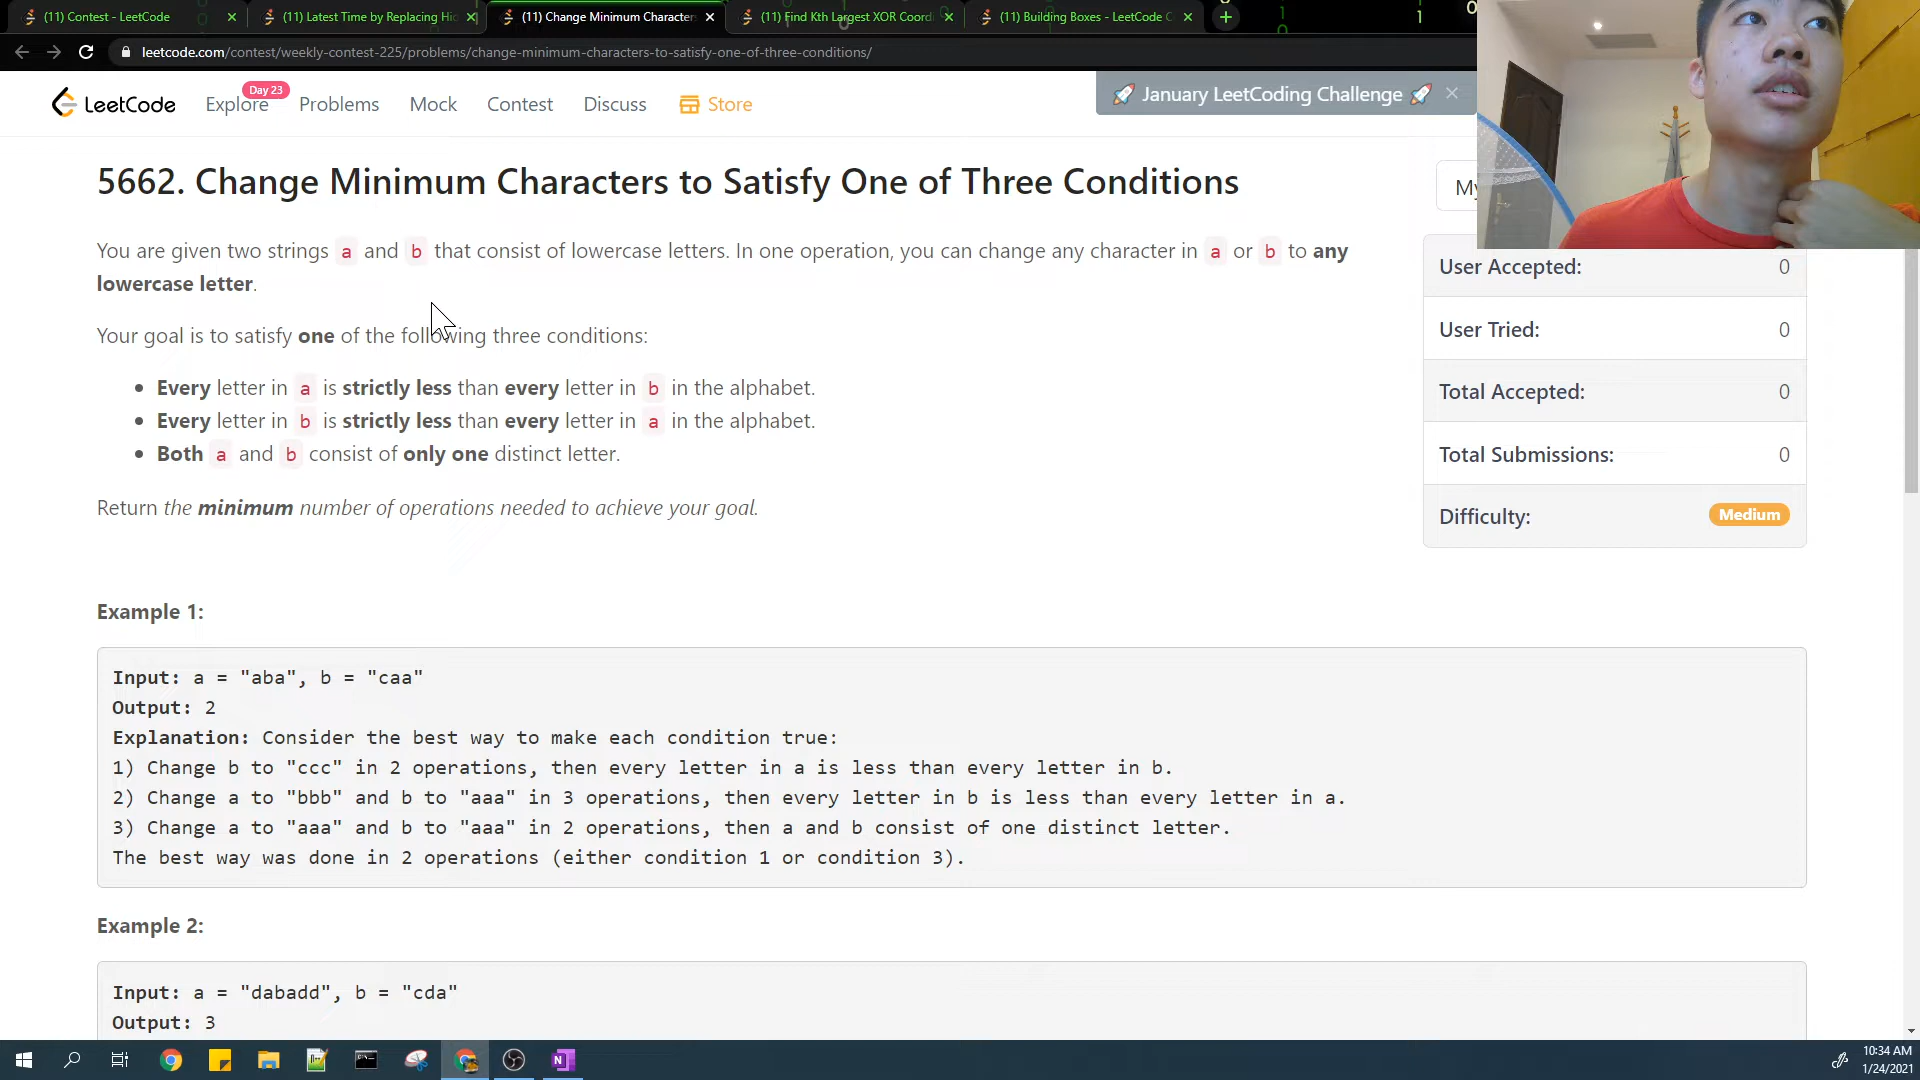 (11) Contest - LeetCode
(11) Latest Time by Replacing Hid
(11) Change Minimum Character
(11) Find Kth Largest XOR Coord
(11) Building Boxes - LeetCode C
leetcode.com/contest/weekly-contest-225/problems/change-minimum-characters-to-satisfy-one-of-three-conditions/
LeetCode
Explore
Day 23
Problems
Mock
Contest
Discuss
Store
January LeetCoding Challenge
5662. Change Minimum Characters to Satisfy One of Three Conditions
You are given two strings a and b that consist of lowercase letters. In one operation, you can change any character in a or b to any
lowercase letter.
Your goal is to satisfy one of the following three conditions:
• Every letter in a is strictly less than every letter in b in the alphabet.
• Every letter in b is strictly less than every letter in a in the alphabet.
• Both a and b consist of only one distinct letter.
Return the minimum number of operations needed to achieve your goal.
My
User Accepted: 0
User Tried: 0
Total Accepted: 0
Total Submissions: 0
Difficulty: Medium
Example 1:
Input: a = "aba", b = "caa"
Output: 2
Explanation: Consider the best way to make each condition true:
1) Change b to "ccc" in 2 operations, then every letter in a is less than every letter in b.
2) Change a to "bbb" and b to "aaa" in 3 operations, then every letter in b is less than every letter in a.
3) Change a to "aaa" and b to "aaa" in 2 operations, then a and b consist of one distinct letter.
The best way was done in 2 operations (either condition 1 or condition 3).
Example 2:
Input: a = "dabadd", b = "cda"
Output: 3
10:34 AM
1/24/2021